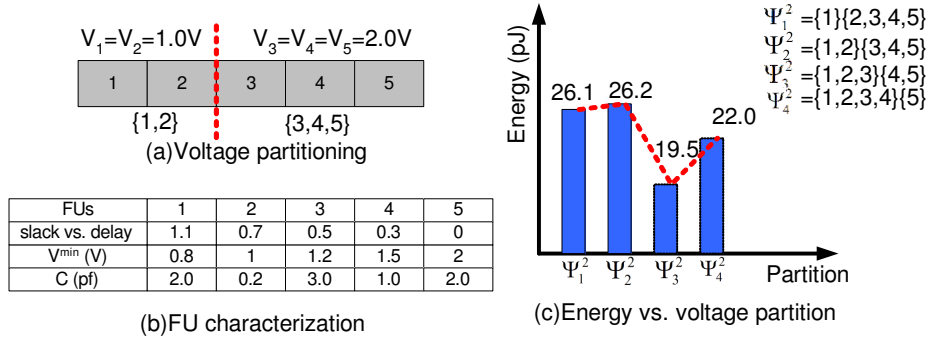 V1=V2=1.0V V3=V4=V5=2.0V
1 2 3 4 5
{1,2} {3,4,5}
(a)Voltage partitioning
FUs 1 2 3 4 5
slack vs. delay 1.1 0.7 0.5 0.3 0
Vmin (V) 0.8 1 1.2 1.5 2
C (pf) 2.0 0.2 3.0 1.0 2.0
(b)FU characterization
Energy (pJ)
26.1 26.2 19.5 22.0
Ψ₁² Ψ₂² Ψ₃² Ψ₄²
Partition
Ψ₁² ={1}{2,3,4,5}
Ψ₂² ={1,2}{3,4,5}
Ψ₃² ={1,2,3}{4,5}
Ψ₄² ={1,2,3,4}{5}
(c)Energy vs. voltage partition